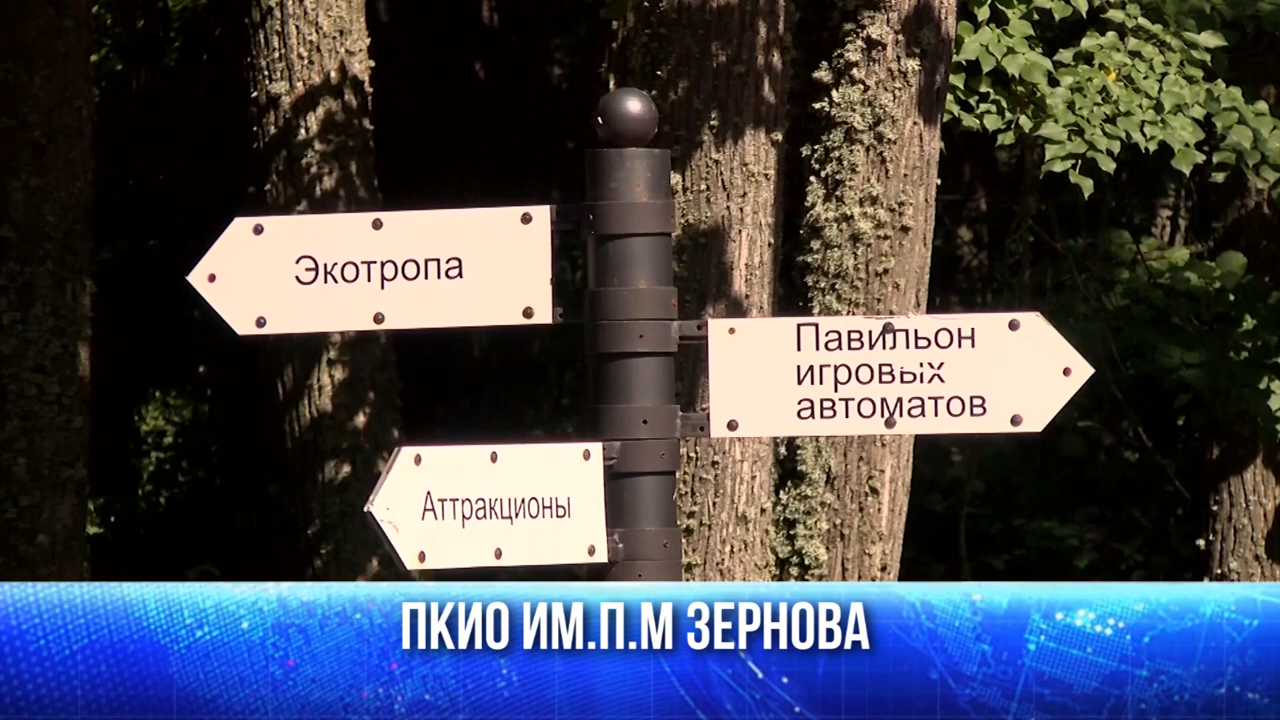 Экотропа
Павильон
игровых
автоматов
Аттракционы
ПКИО ИМ.П.М ЗЕРНОВА